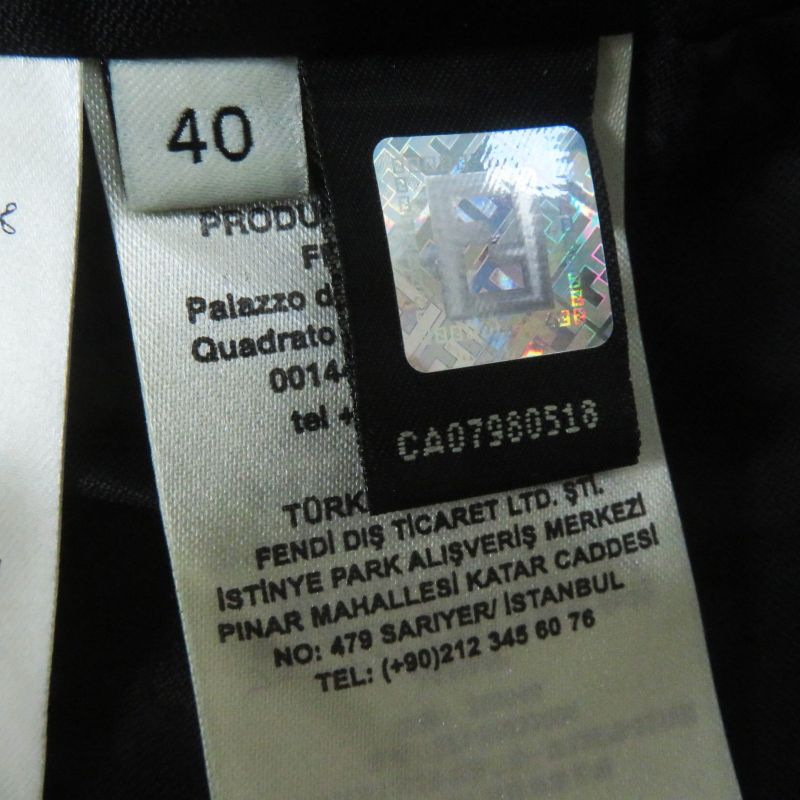 40
PRODU
Palazzo d
Quadrato
0014
tel +
CA07980518
TÜRK
FENDİ DIŞ TİCARET LTD. ŞTİ.
İSTİNYE PARK ALIŞVERİŞ MERKEZİ
PINAR MAHALLESİ KATAR CADDESİ
NO: 479 SARIYER/ İSTANBUL
TEL: (+90)212 345 60 76